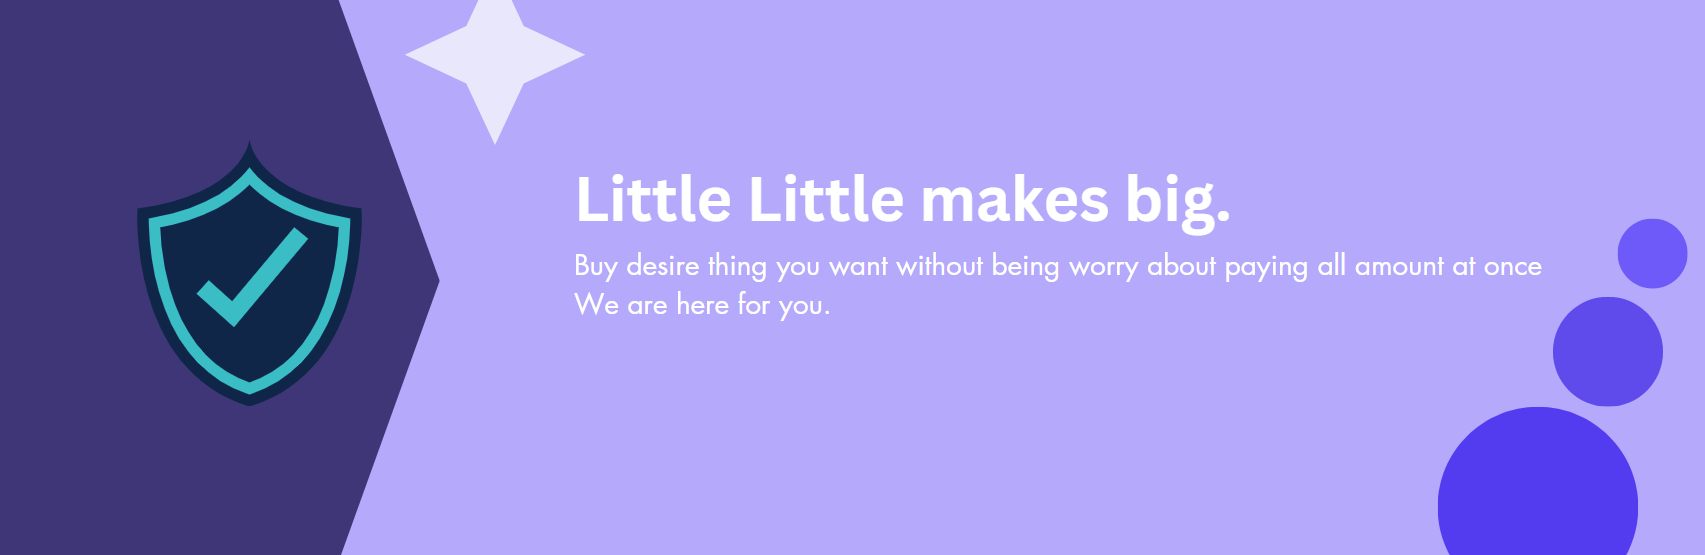 Little Little makes big.
Buy desire thing you want without being worry about paying all amount at once
We are here for you.